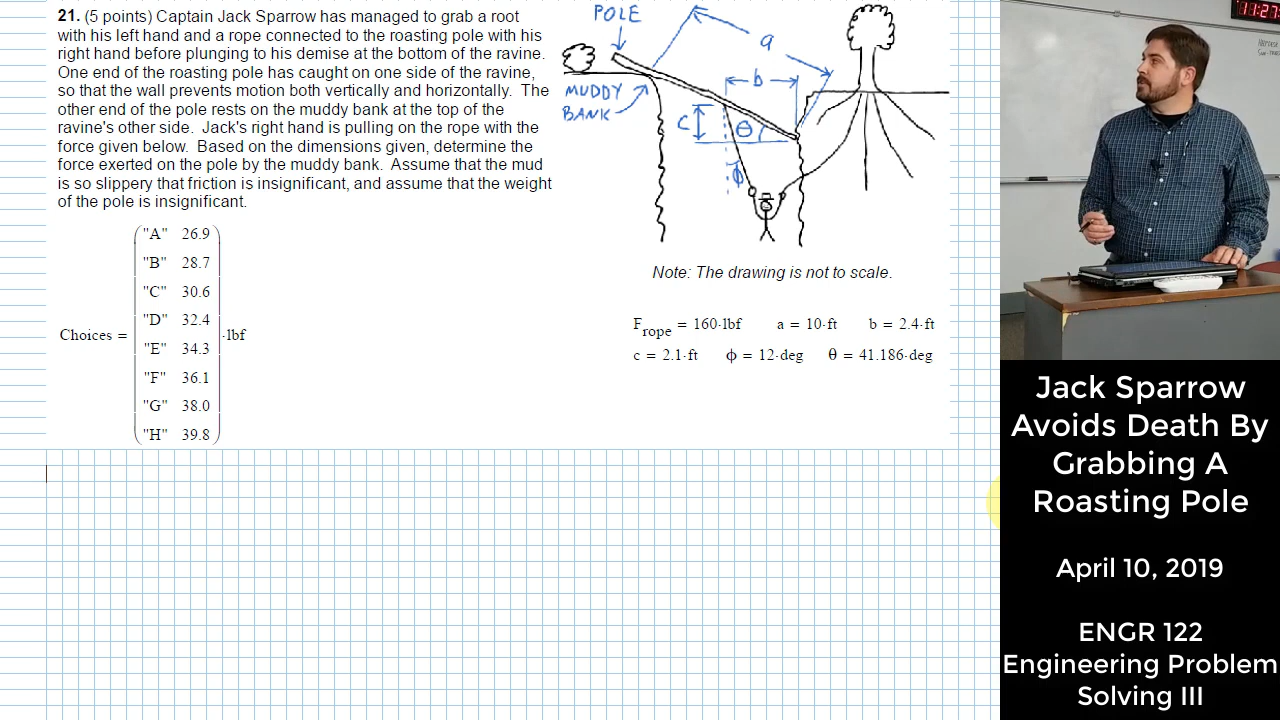 21. (5 points) Captain Jack Sparrow has managed to grab a root
with his left hand and a rope connected to the roasting pole with his
right hand before plunging to his demise at the bottom of the ravine.
One end of the roasting pole has caught on one side of the ravine,
so that the wall prevents motion both vertically and horizontally. The
other end of the pole rests on the muddy bank at the top of the
ravine's other side. Jack's right hand is pulling on the rope with the
force given below. Based on the dimensions given, determine the
force exerted on the pole by the muddy bank. Assume that the mud
is so slippery that friction is insignificant, and assume that the weight
of the pole is insignificant.
Choices =
"A" 26.9
"B" 28.7
"C" 30.6
"D" 32.4
"E" 34.3
"F" 36.1
"G" 38.0
"H" 39.8
·lbf
POLE
a
b
MUDDY
BANK
c
θ
ϕ
Note: The drawing is not to scale.
Frope = 160·lbf a = 10·ft b = 2.4·ft
c = 2.1·ft ϕ = 12·deg θ = 41.186·deg
11:27
Jack Sparrow
Avoids Death By
Grabbing A
Roasting Pole
April 10, 2019
ENGR 122
Engineering Problem
Solving III